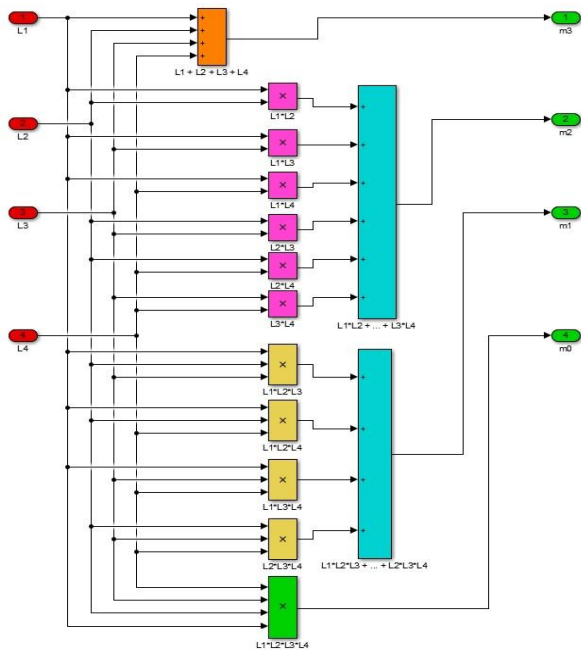 1
L1
+
+
+
+
L1 + L2 + L3 + L4
1
m3
×
L1*L2
+
2
L2
2
m2
×
L1*L3
+
×
L1*L4
+
3
L3
3
m1
×
L2*L3
+
×
L2*L4
+
×
L3*L4
+
L1*L2 + ... + L3*L4
4
L4
4
m0
×
L1*L2*L3
+
×
L1*L2*L4
+
×
L1*L3*L4
+
×
L2*L3*L4
+
L1*L2*L3 + ... + L2*L3*L4
×
L1*L2*L3*L4